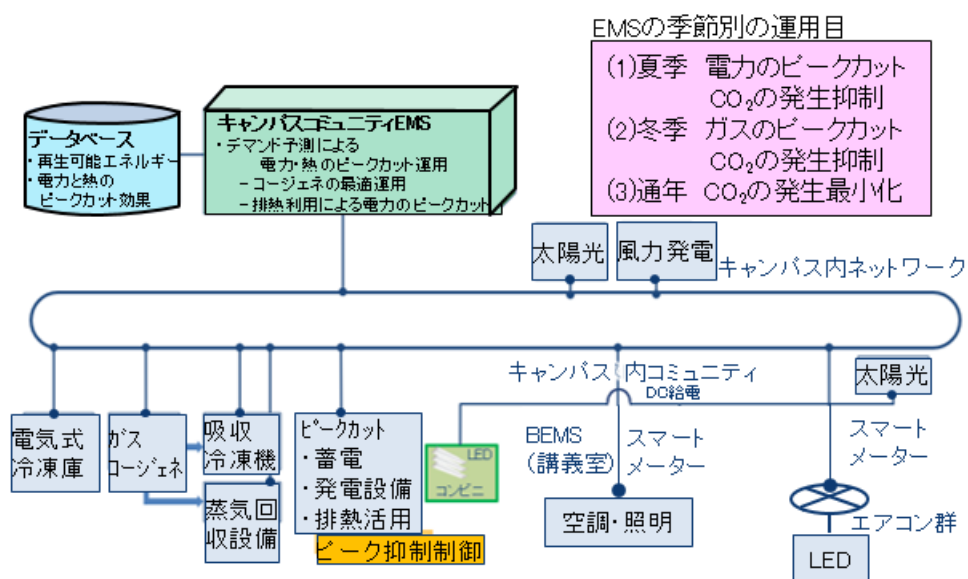 EMSの季節別の運用目
(1)夏季 電力のピークカット
CO₂の発生抑制
(2)冬季 ガスのピークカット
CO₂の発生抑制
(3)通年 CO₂の発生最小化
データベース
・再生可能エネルギー
・電力と熱の
ピークカット効果
キャンパスコミュニティEMS
・デマンド予測による
電力・熱のピークカット運用
－コージェネの最適運用
－排熱利用による電力のピークカット
太陽光
風力発電
キャンパス内ネットワーク
キャンパス内コミュニティ
DC給電
太陽光
電気式
冷凍庫
ガス
コージェネ
吸収
冷凍機
蒸気回
収設備
ピークカット
・蓄電
・発電設備
・排熱活用
ピーク抑制制御
LED
コンビニ
BEMS
(講義室)
スマート
メーター
空調・照明
スマート
メーター
エアコン群
LED